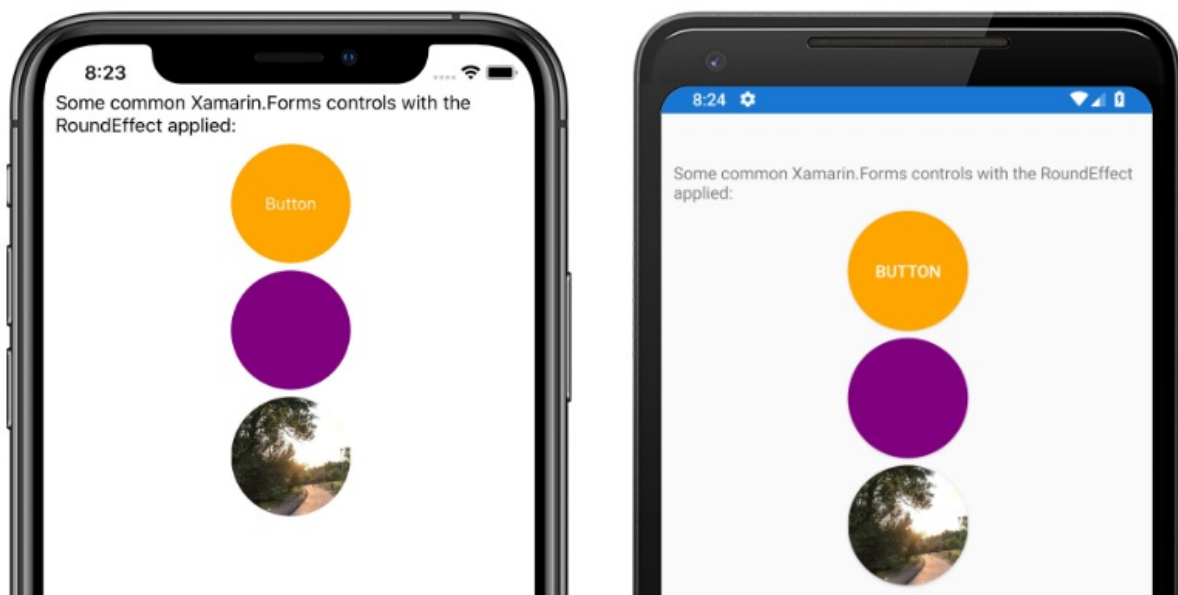 8:23
Some common Xamarin.Forms controls with the
RoundEffect applied:
Button
8:24
Some common Xamarin.Forms controls with the RoundEffect
applied:
BUTTON